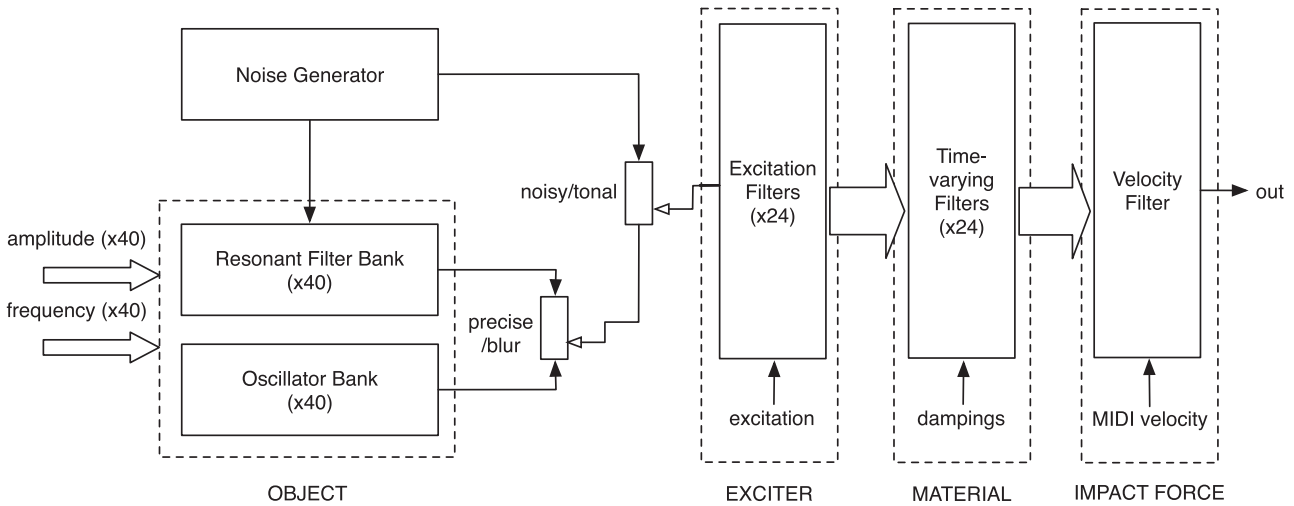 Noise Generator
amplitude (x40)
frequency (x40)
Resonant Filter Bank
(x40)
Oscillator Bank
(x40)
OBJECT
noisy/tonal
precise
/blur
Excitation
Filters
(x24)
excitation
EXCITER
Time-
varying
Filters
(x24)
dampings
MATERIAL
Velocity
Filter
MIDI velocity
IMPACT FORCE
out